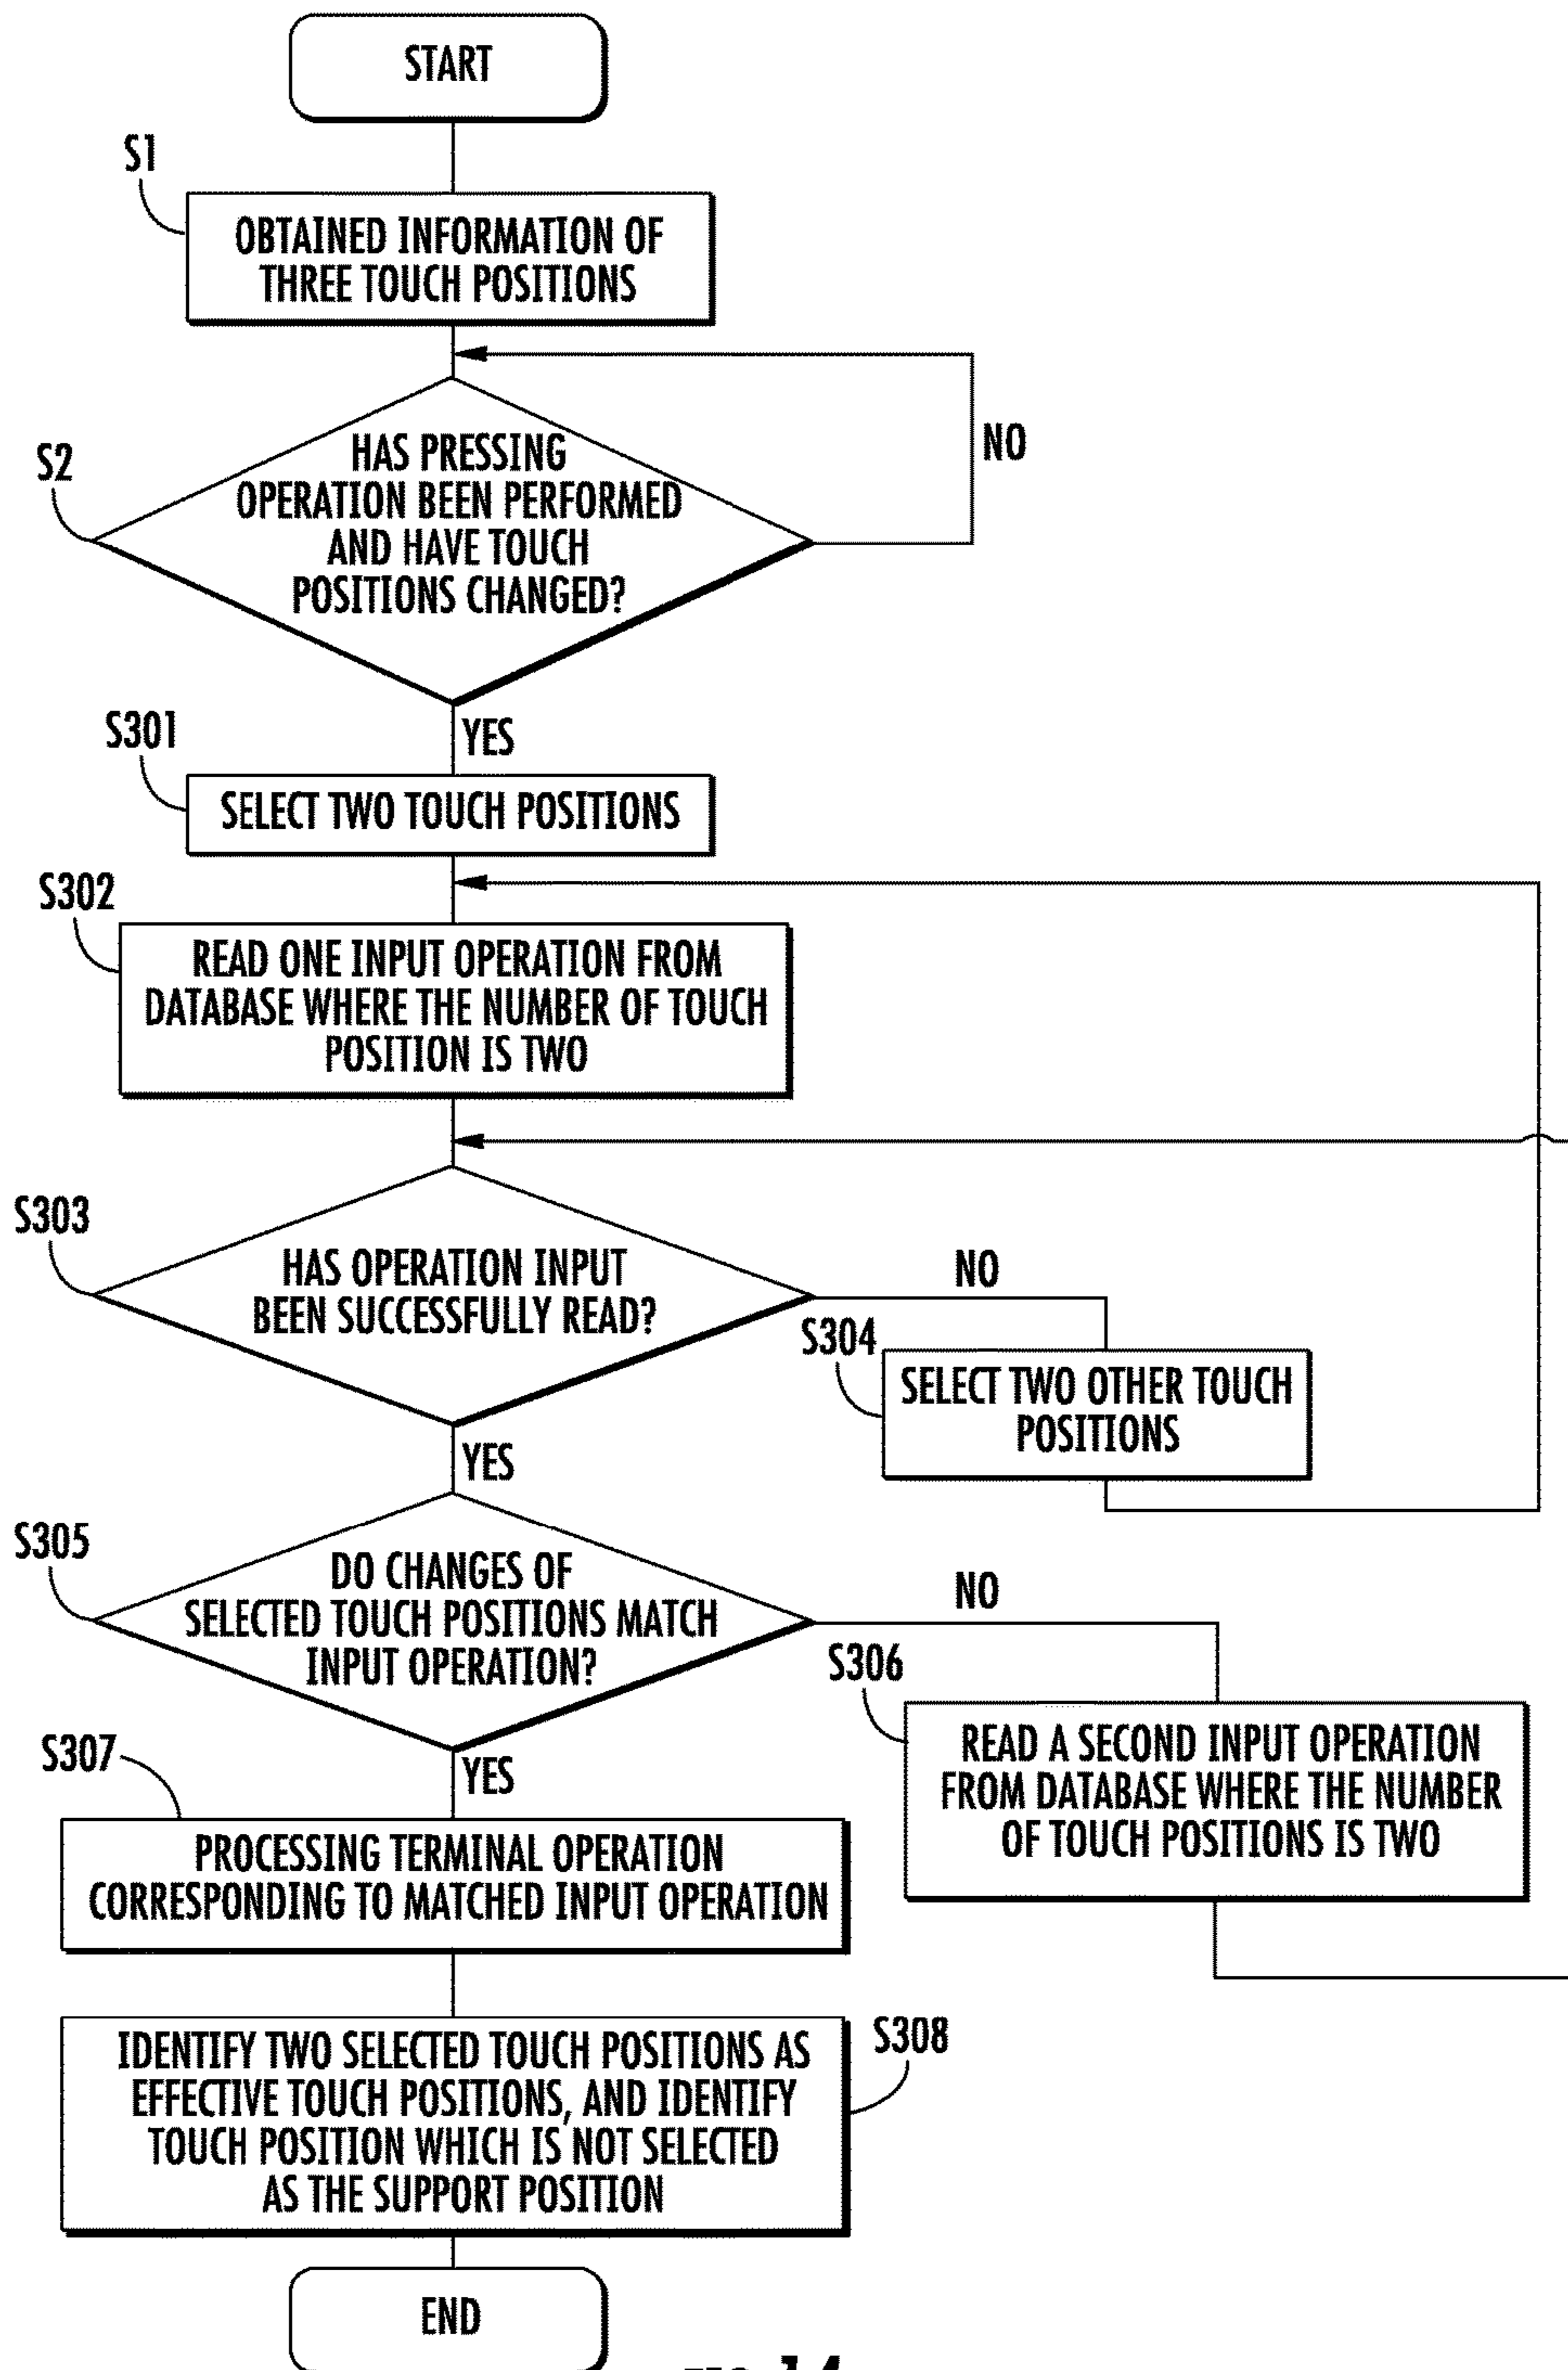 START
S1
OBTAINED INFORMATION OF
THREE TOUCH POSITIONS
S2
HAS PRESSING
OPERATION BEEN PERFORMED
AND HAVE TOUCH
POSITIONS CHANGED?
NO
YES
S301
SELECT TWO TOUCH POSITIONS
S302
READ ONE INPUT OPERATION FROM
DATABASE WHERE THE NUMBER OF TOUCH
POSITION IS TWO
S303
HAS OPERATION INPUT
BEEN SUCCESSFULLY READ?
NO
S304
SELECT TWO OTHER TOUCH
POSITIONS
YES
S305
DO CHANGES OF
SELECTED TOUCH POSITIONS MATCH
INPUT OPERATION?
NO
S306
READ A SECOND INPUT OPERATION
FROM DATABASE WHERE THE NUMBER
OF TOUCH POSITIONS IS TWO
YES
S307
PROCESSING TERMINAL OPERATION
CORRESPONDING TO MATCHED INPUT OPERATION
S308
IDENTIFY TWO SELECTED TOUCH POSITIONS AS
EFFECTIVE TOUCH POSITIONS, AND IDENTIFY
TOUCH POSITION WHICH IS NOT SELECTED
AS THE SUPPORT POSITION
END